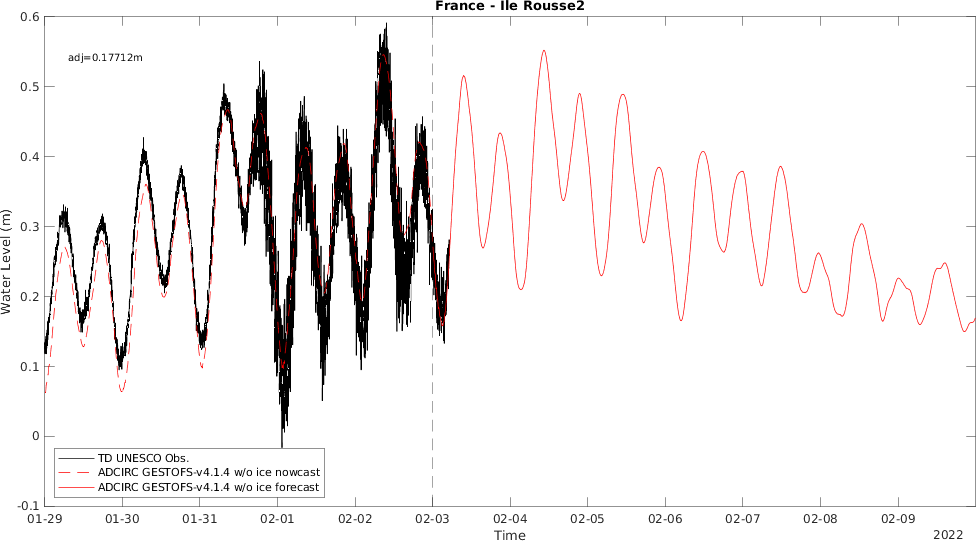 France - Ile Rousse2
adj=0.17712m
0.6
0.5
0.4
0.3
0.2
0.1
0
-0.1
Water Level (m)
TD UNESCO Obs.
ADCIRC GESTOFS-v4.1.4 w/o ice nowcast
ADCIRC GESTOFS-v4.1.4 w/o ice forecast
01-29 01-30 01-31 02-01 02-02 02-03 02-04 02-05 02-06 02-07 02-08 02-09
Time
2022